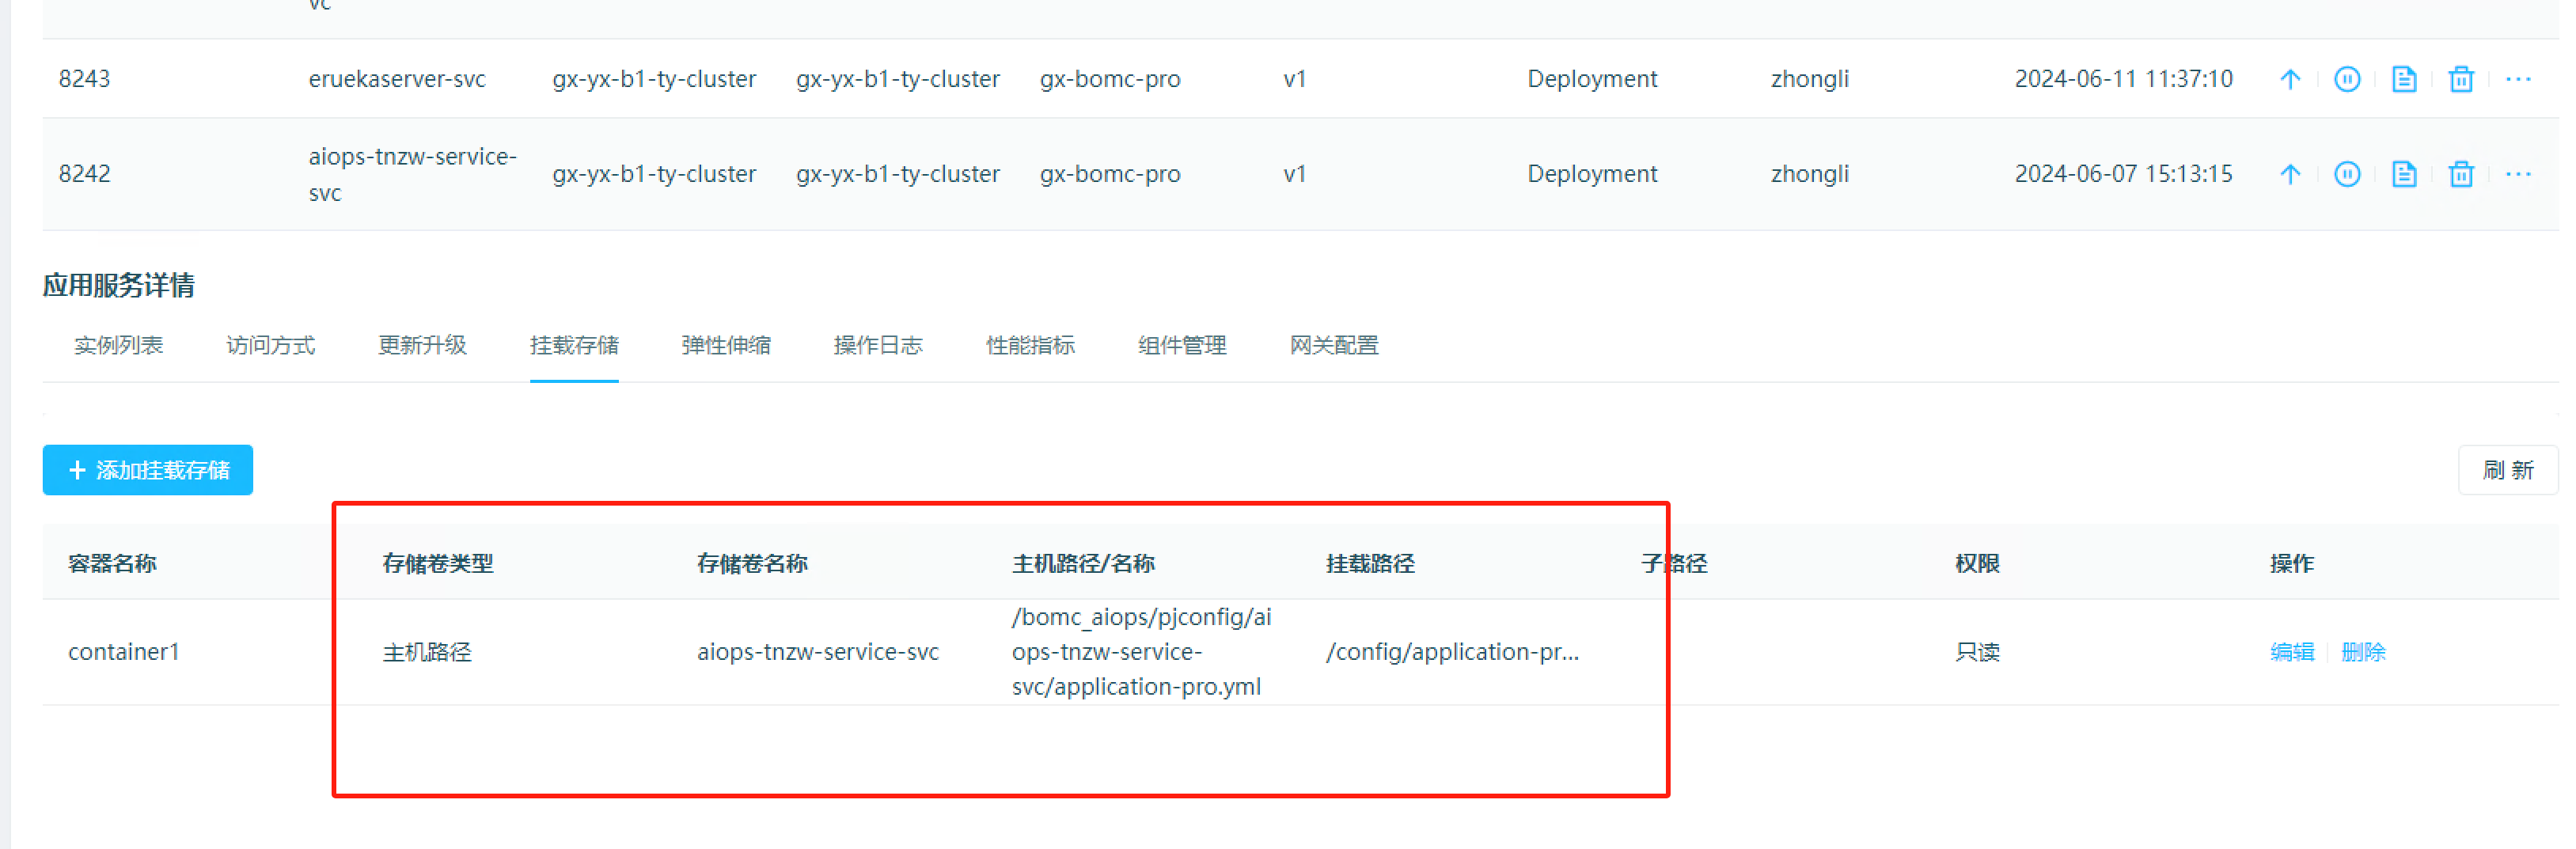 vc
8243 eruekaserver-svc gx-yx-b1-ty-cluster gx-yx-b1-ty-cluster gx-bomc-pro v1 Deployment zhongli 2024-06-11 11:37:10
8242 aiops-tnzw-service- gx-yx-b1-ty-cluster gx-yx-b1-ty-cluster gx-bomc-pro v1 Deployment zhongli 2024-06-07 15:13:15
svc
应用服务详情
实例列表 访问方式 更新升级 挂载存储 弹性伸缩 操作日志 性能指标 组件管理 网关配置
+ 添加挂载存储 刷 新
容器名称 存储卷类型 存储卷名称 主机路径/名称 挂载路径 子路径 权限 操作
container1 主机路径 aiops-tnzw-service-svc /bomc_aiops/pjconfig/ai /config/application-pr... 只读 编辑 删除
ops-tnzw-service-
svc/application-pro.yml